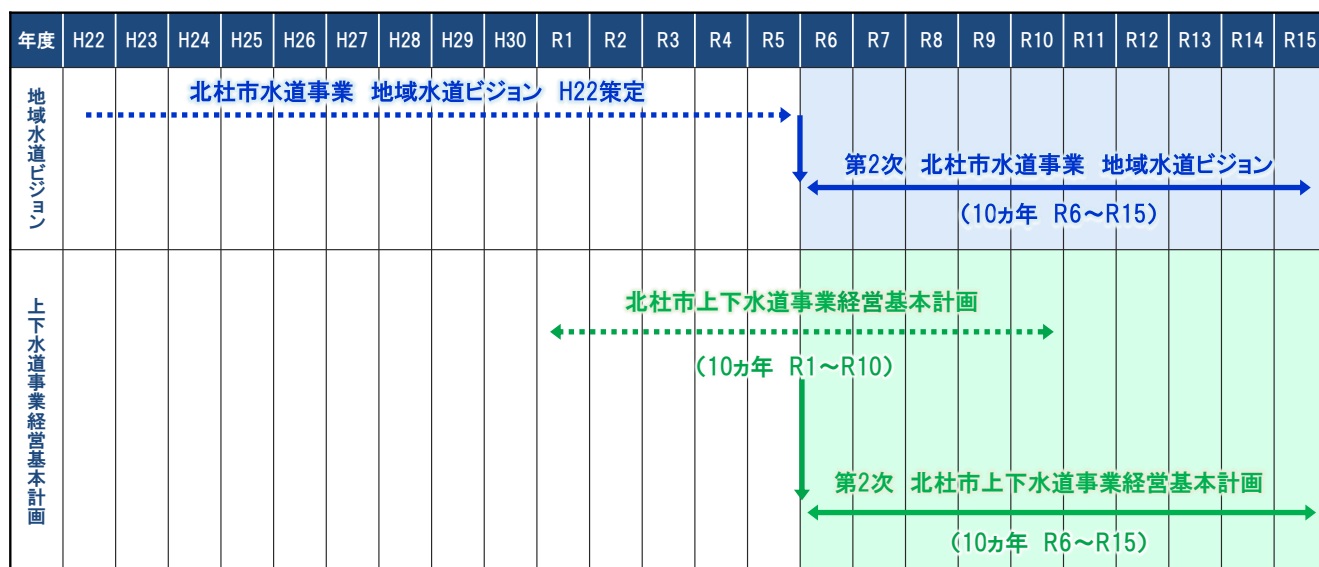 年度 H22 H23 H24 H25 H26 H27 H28 H29 H30 R1 R2 R3 R4 R5 R6 R7 R8 R9 R10 R11 R12 R13 R14 R15
地域水道ビジョン
北杜市水道事業 地域水道ビジョン H22策定
第2次 北杜市水道事業 地域水道ビジョン
(10ヵ年 R6~R15)
上下水道事業経営基本計画
北杜市上下水道事業経営基本計画
(10ヵ年 R1~R10)
第2次 北杜市上下水道事業経営基本計画
(10ヵ年 R6~R15)